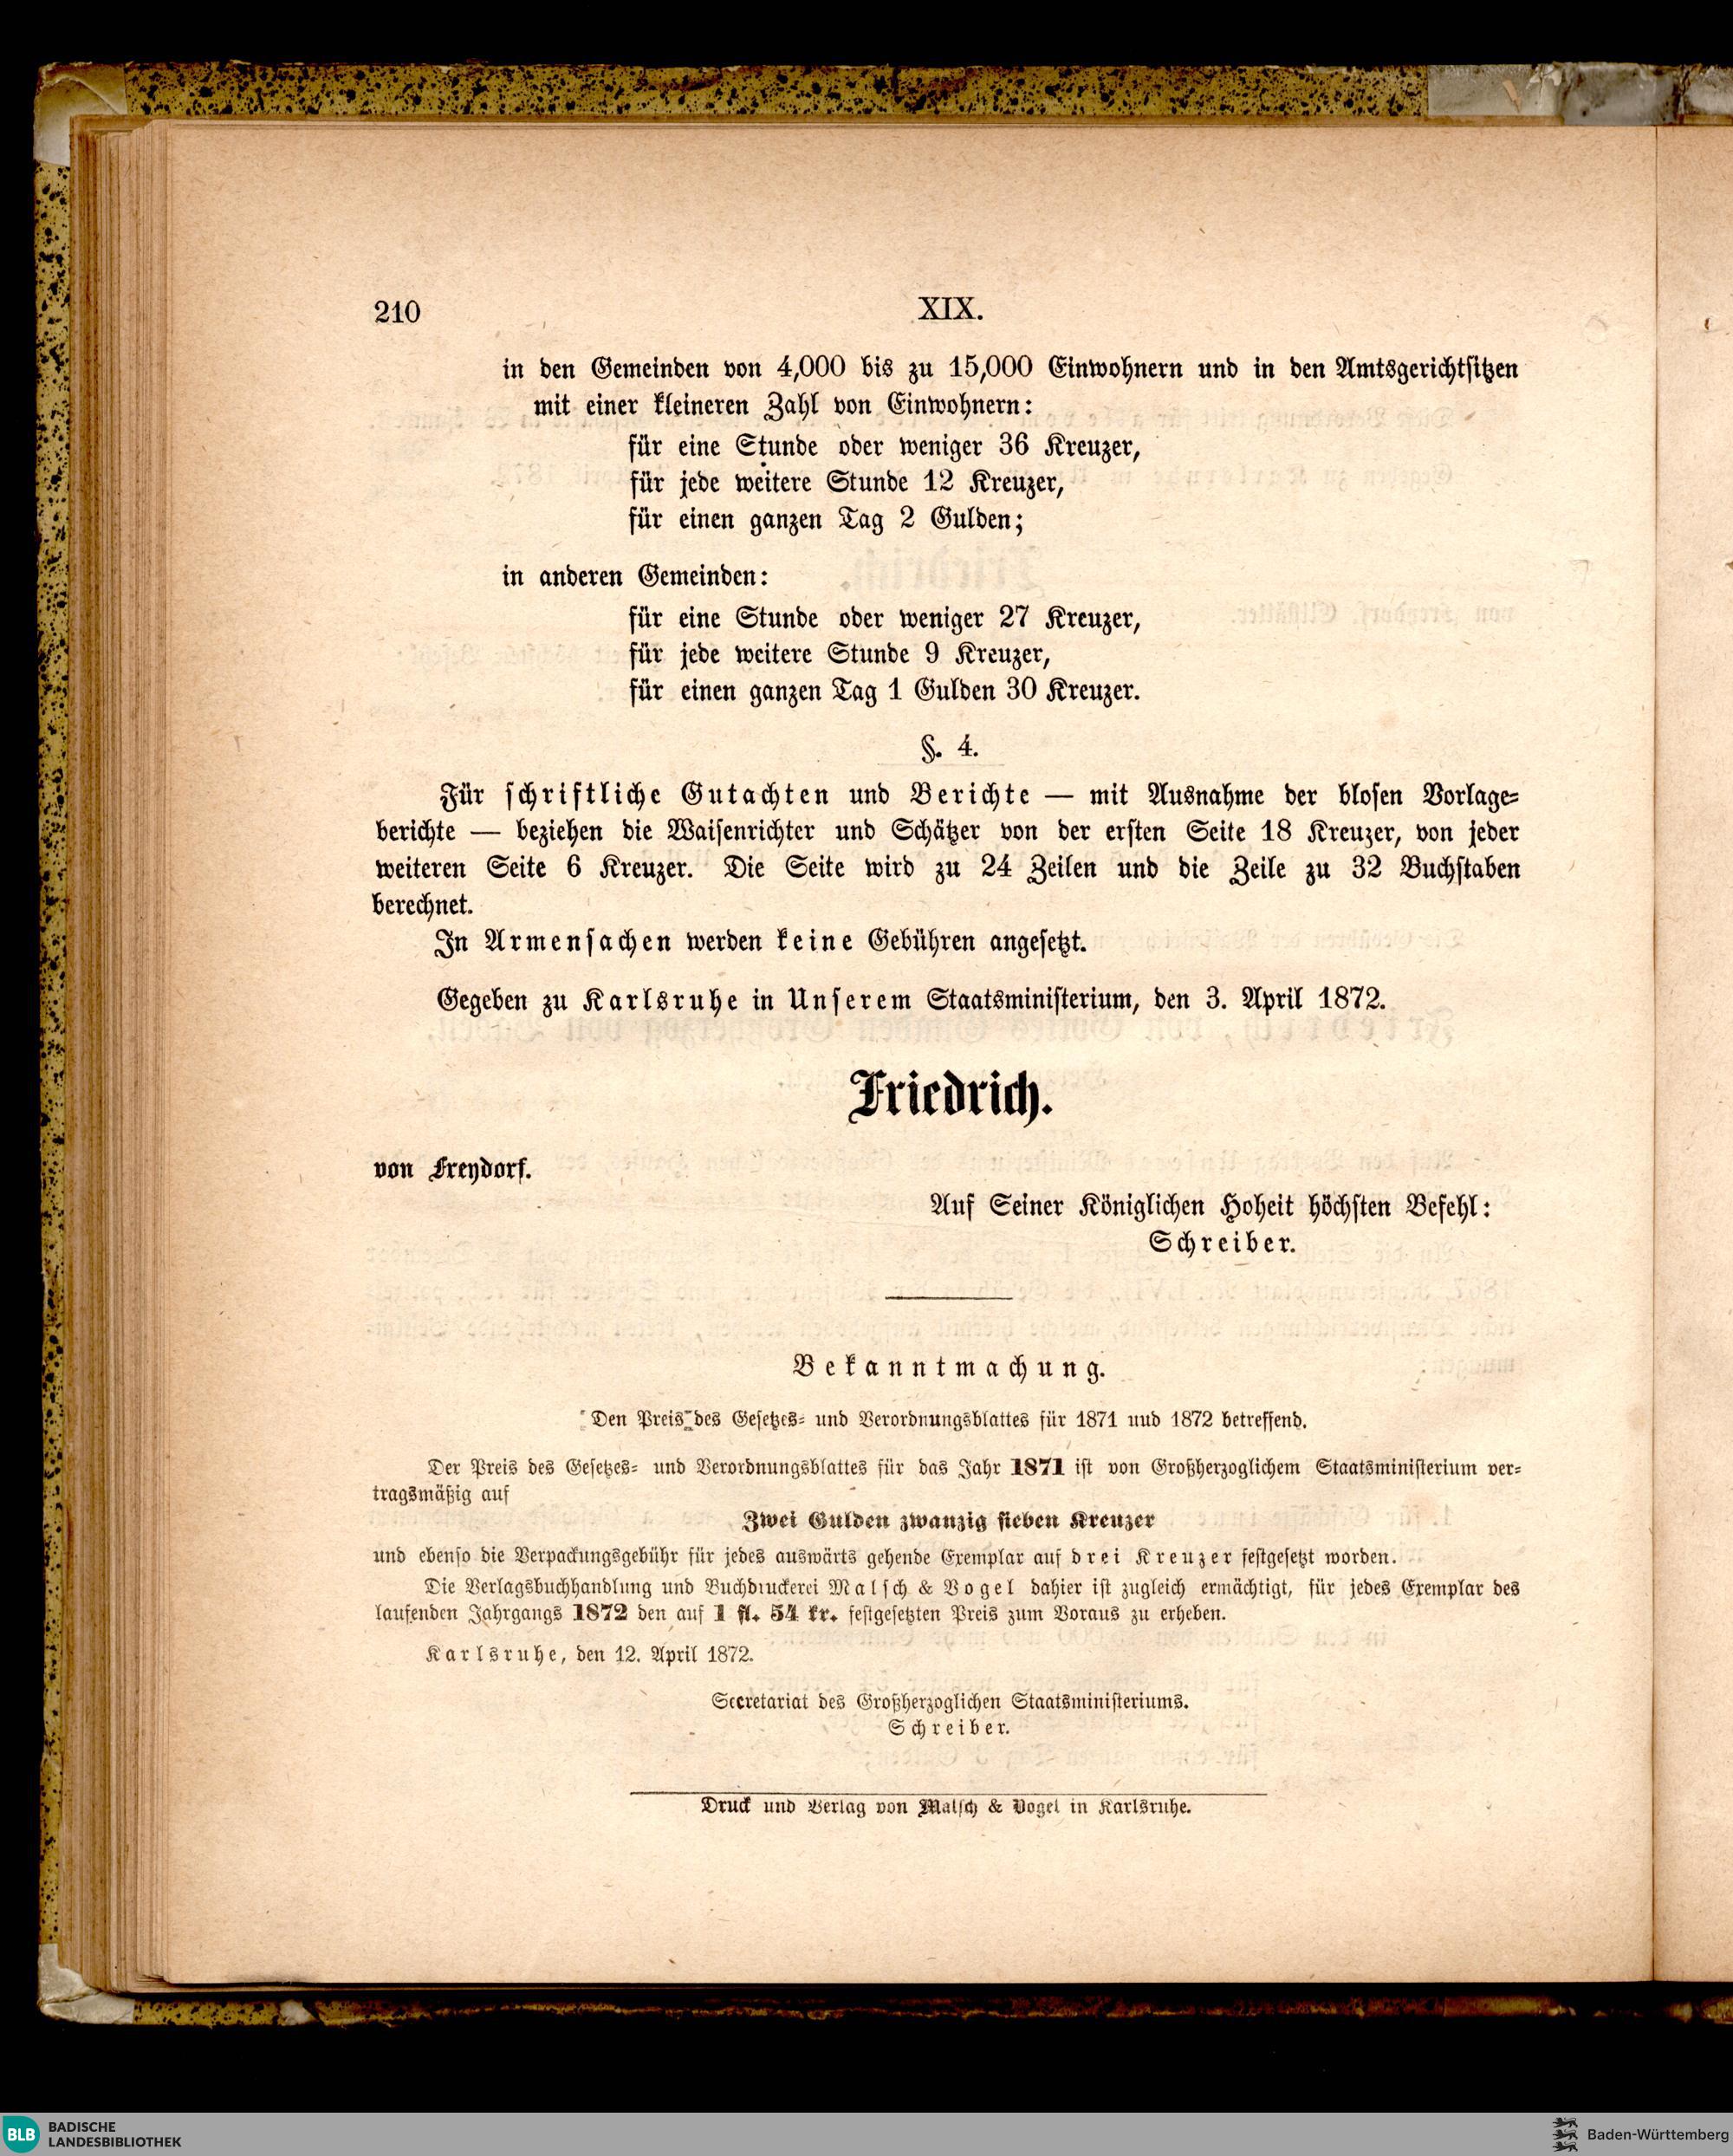 210
XIX.
in den Gemeinden von 4,000 bis zu 15,000 Einwohnern und in den Amtsgerichtsitzen
mit einer kleineren Zahl von Einwohnern:
für eine Stunde oder weniger 36 Kreuzer,
für jede weitere Stunde 12 Kreuzer,
für einen ganzen Tag 2 Gulden;
in anderen Gemeinden:
für eine Stunde oder weniger 27 Kreuzer,
für jede weitere Stunde 9 Kreuzer,
für einen ganzen Tag 1 Gulden 30 Kreuzer.
§. 4.
Für schriftliche Gutachten und Berichte — mit Ausnahme der blosen Vorlage-
berichte — beziehen die Waisenrichter und Schätzer von der ersten Seite 18 Kreuzer, von jeder
weiteren Seite 6 Kreuzer. Die Seite wird zu 24 Zeilen und die Zeile zu 32 Buchstaben
berechnet.
In Armensachen werden keine Gebühren angesetzt.
Gegeben zu Karlsruhe in Unserem Staatsministerium, den 3. April 1872.
Friedrich.
von Freydorf.
Auf Seiner Königlichen Hoheit höchsten Befehl:
Schreiber.
Bekanntmachung.
Den Preis des Gesetzes- und Verordnungsblattes für 1871 und 1872 betreffend.
Der Preis des Gesetzes- und Verordnungsblattes für das Jahr 1871 ist von Großherzoglichem Staatsministerium ver-
tragsmäßig auf
Zwei Gulden zwanzig sieben Kreuzer
und ebenso die Verpackungsgebühr für jedes auswärts gehende Exemplar auf drei Kreuzer festgesetzt worden.
Die Verlagsbuchhandlung und Buchdruckerei Malsch & Vogel dahier ist zugleich ermächtigt, für jedes Exemplar des
laufenden Jahrgangs 1872 den auf 1 fl. 54 kr. festgesetzten Preis zum Voraus zu erheben.
Karlsruhe, den 12. April 1872.
Secretariat des Großherzoglichen Staatsministeriums.
Schreiber.
Druck und Verlag von Malsch & Vogel in Karlsruhe.
BLB BADISCHE
LANDESBIBLIOTHEK
Baden-Württemberg